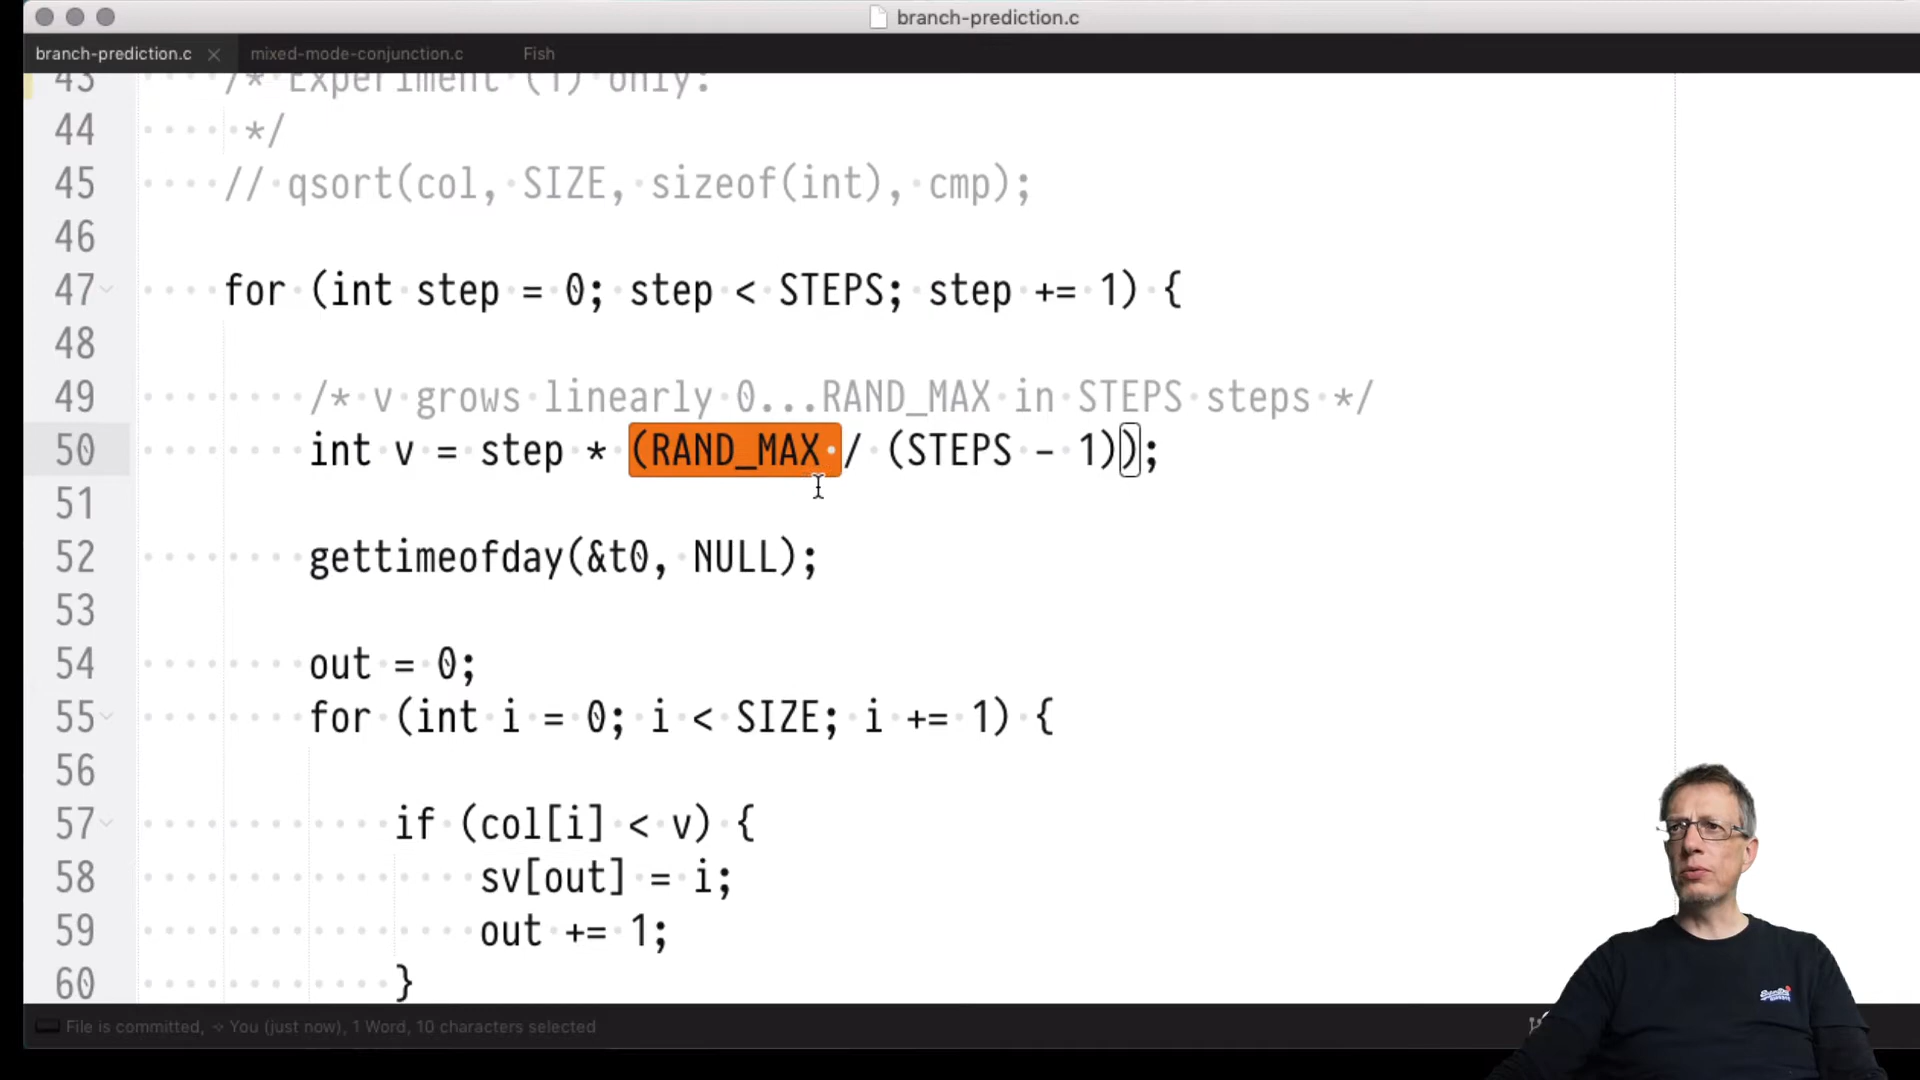 branch-prediction.c
branch-prediction.c mixed-mode-conjunction.c Fish
43 /* Experiment (1) only:
44 */
45 // qsort(col, SIZE, sizeof(int), cmp);
46
47 for (int step = 0; step < STEPS; step += 1) {
48
49 /* v grows linearly 0...RAND_MAX in STEPS steps */
50 int v = step * (RAND_MAX / (STEPS - 1));
51
52 gettimeofday(&t0, NULL);
53
54 out = 0;
55 for (int i = 0; i < SIZE; i += 1) {
56
57 if (col[i] < v) {
58 sv[out] = i;
59 out += 1;
60 }
File is committed, You (just now), 1 Word, 10 characters selected